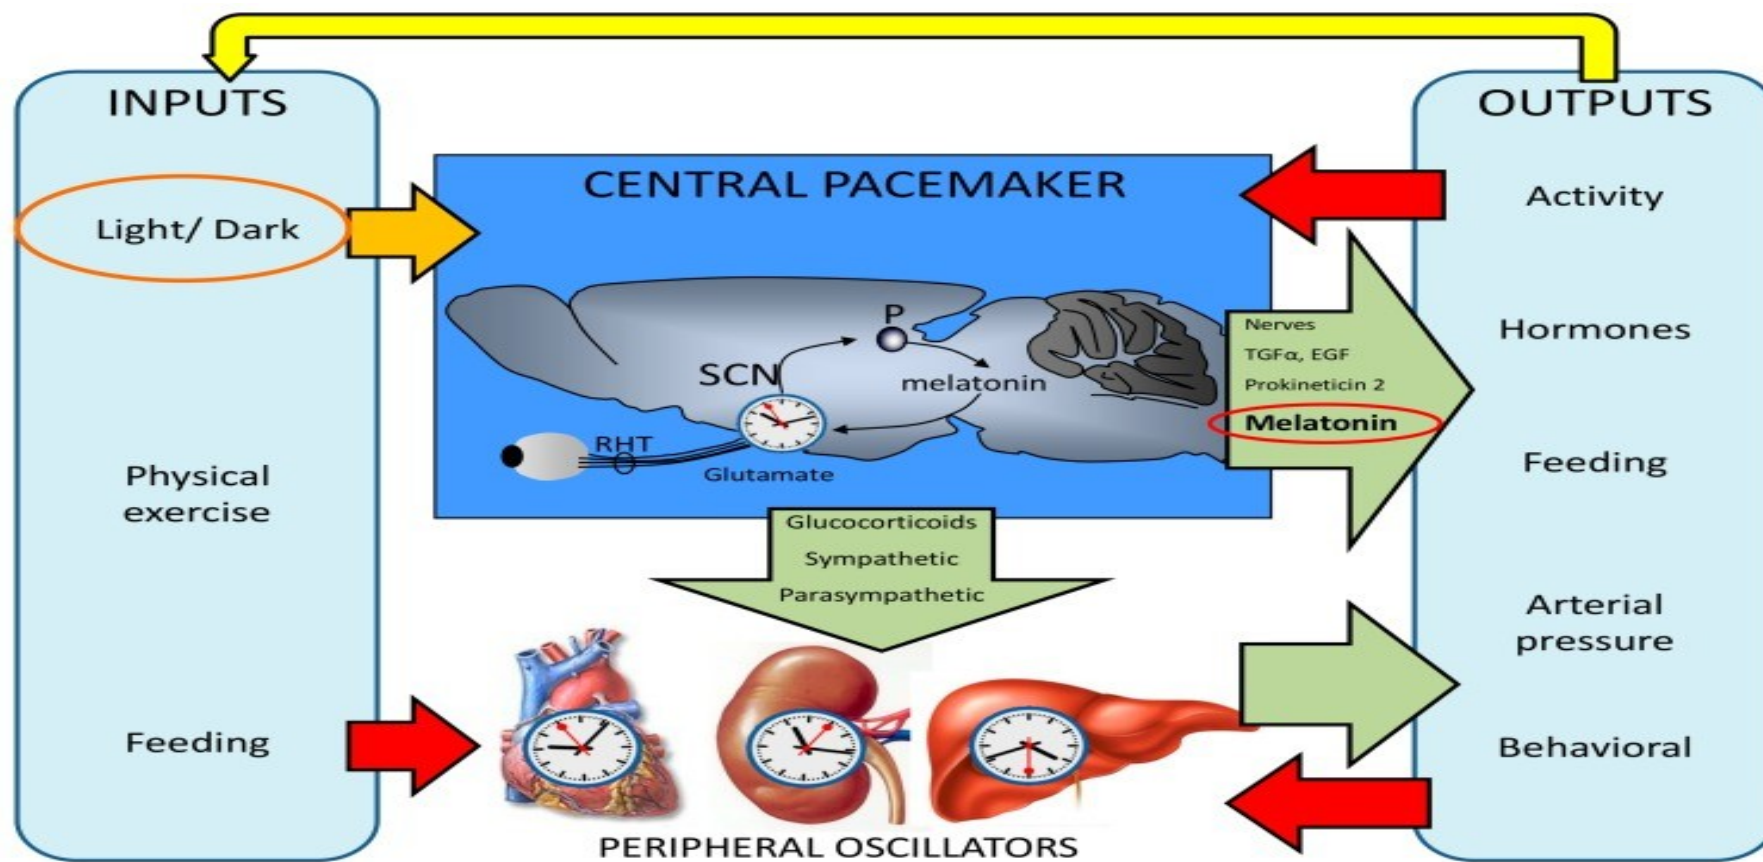 INPUTS
Light/ Dark
Physical
exercise
Feeding
CENTRAL PACEMAKER
P
SCN
melatonin
RHT
Glutamate
Nerves
TGFα, EGF
Prokineticin 2
Melatonin
Glucocorticoids
Sympathetic
Parasympathetic
PERIPHERAL OSCILLATORS
OUTPUTS
Activity
Hormones
Feeding
Arterial
pressure
Behavioral